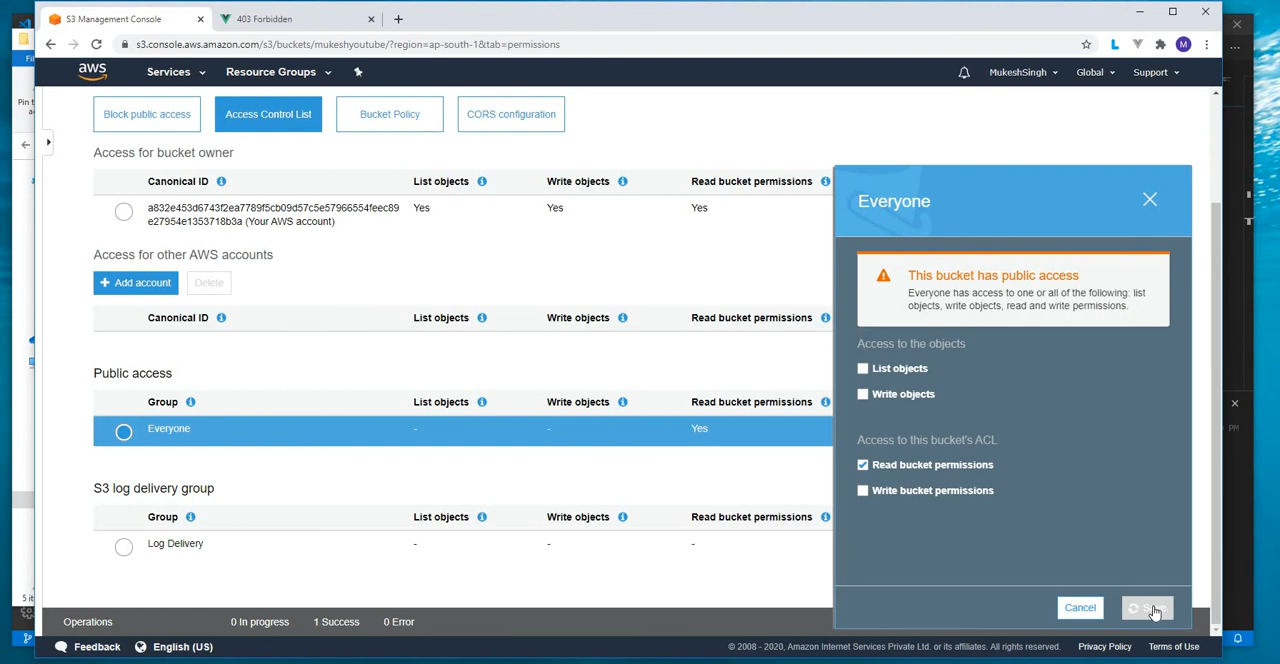 S3 Management Console
403 Forbidden
s3.console.aws.amazon.com/s3/buckets/mukeshyoutube/?region=ap-south-1&tab=permissions
L
M
Fil
aws
Services
Resource Groups
MukeshSingh
Global
Support
Pin t
Block public access
Access Control List
Bucket Policy
CORS configuration
Access for bucket owner
Canonical ID
List objects
Write objects
Read bucket permissions
a832e453d6743f2ea7789f5cb09d57c5e57966554feec89
e27954e1353718b3a (Your AWS account)
Yes
Yes
Yes
Access for other AWS accounts
Add account
Delete
Canonical ID
List objects
Write objects
Read bucket permissions
Public access
Group
List objects
Write objects
Read bucket permissions
Everyone
-
-
Yes
S3 log delivery group
Group
List objects
Write objects
Read bucket permissions
Log Delivery
-
-
-
Everyone
This bucket has public access
Everyone has access to one or all of the following: list
objects, write objects, read and write permissions.
Access to the objects
List objects
Write objects
Access to this bucket's ACL
Read bucket permissions
Write bucket permissions
Cancel
Save
PM
5 it
Operations
0 In progress
1 Success
0 Error
Feedback
English (US)
© 2008 - 2020, Amazon Internet Services Private Ltd. or its affiliates. All rights reserved.
Privacy Policy
Terms of Use